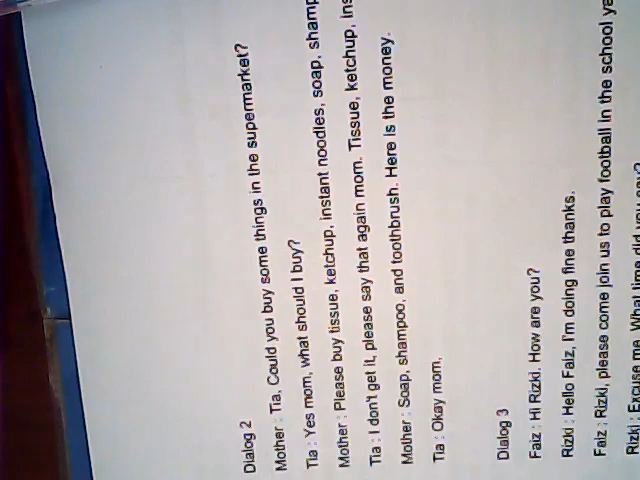 Dialog 2
Mother : Tia, Could you buy some things in the supermarket?
Tia : Yes mom, what should I buy?
Mother : Please buy tissue, ketchup, instant noodles, soap, shamp
Tia : I don't get it, please say that again mom. Tissue, ketchup, ins
Mother : Soap, shampoo, and toothbrush. Here is the money.
Tia : Okay mom,
Dialog 3
Faiz : Hi Rizki. How are you?
Rizki : Hello Faiz, I'm doing fine thanks.
Faiz : Rizki, please come join us to play football in the school ya
Rizki : Excuse me. What time did you say?